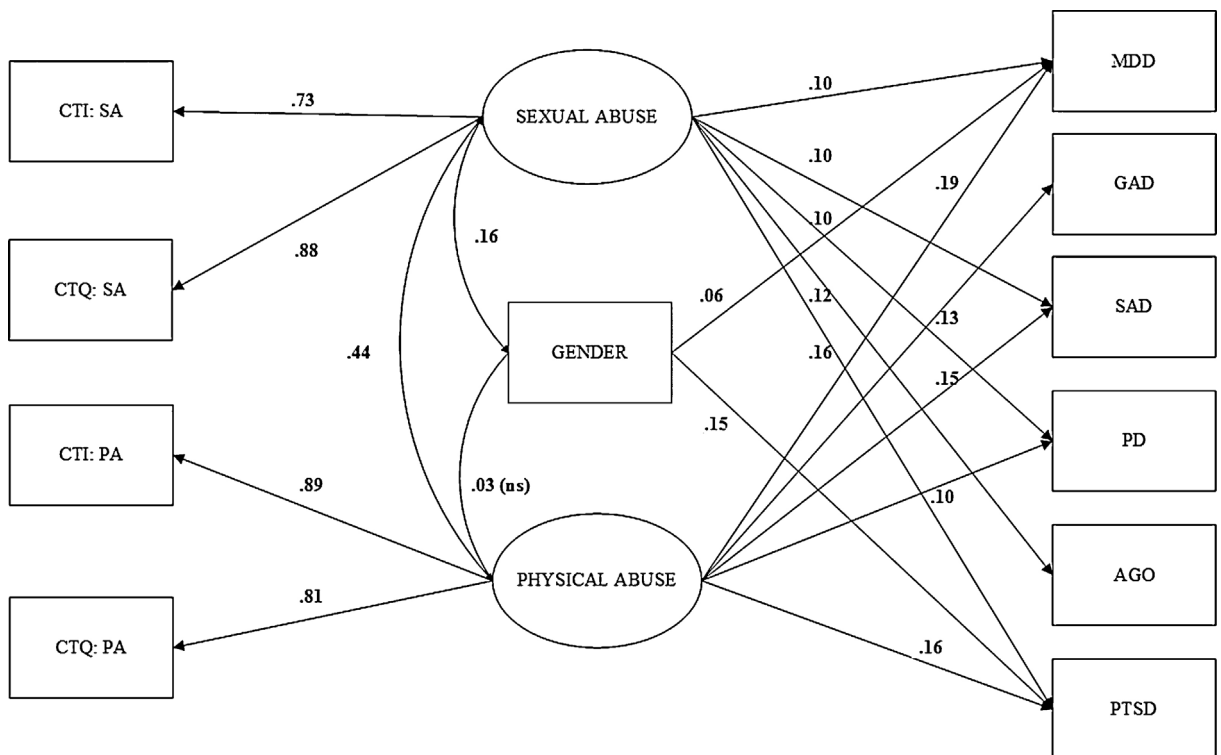 CTI: SA
CTQ: SA
CTI: PA
CTQ: PA
.73
.88
.89
.81
SEXUAL ABUSE
GENDER
PHYSICAL ABUSE
.16
.44
.03 (ns)
.10
.10
.10
.12
.16
.06
.15
.19
.13
.15
.10
.16
MDD
GAD
SAD
PD
AGO
PTSD